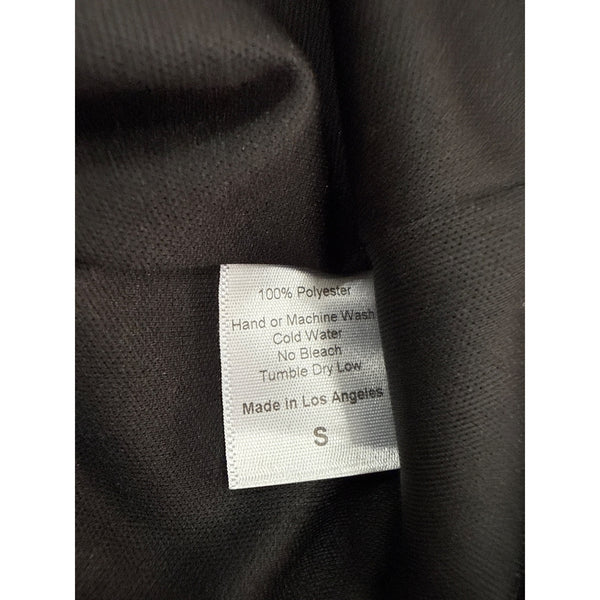 100% Polyester
Hand or Machine Wash
Cold Water
No Bleach
Tumble Dry Low
Made in Los Angeles
S